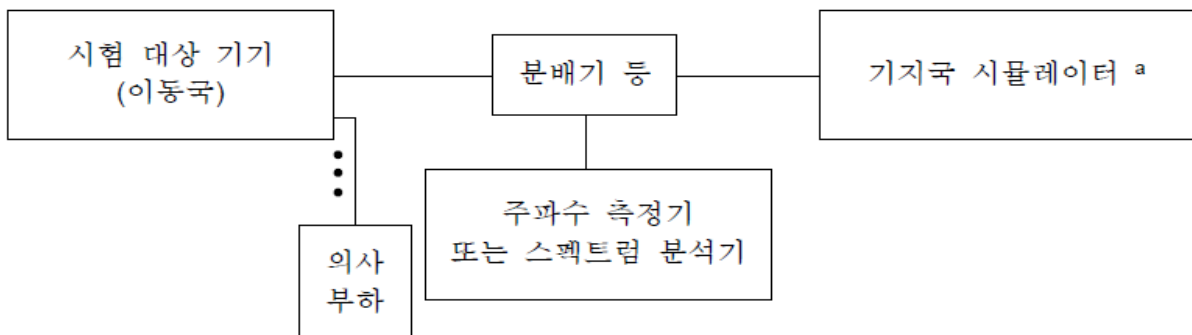 시험 대상 기기
(이동국)
분배기 등
기지국 시뮬레이터 a
주파수 측정기
또는 스펙트럼 분석기
의사
부하